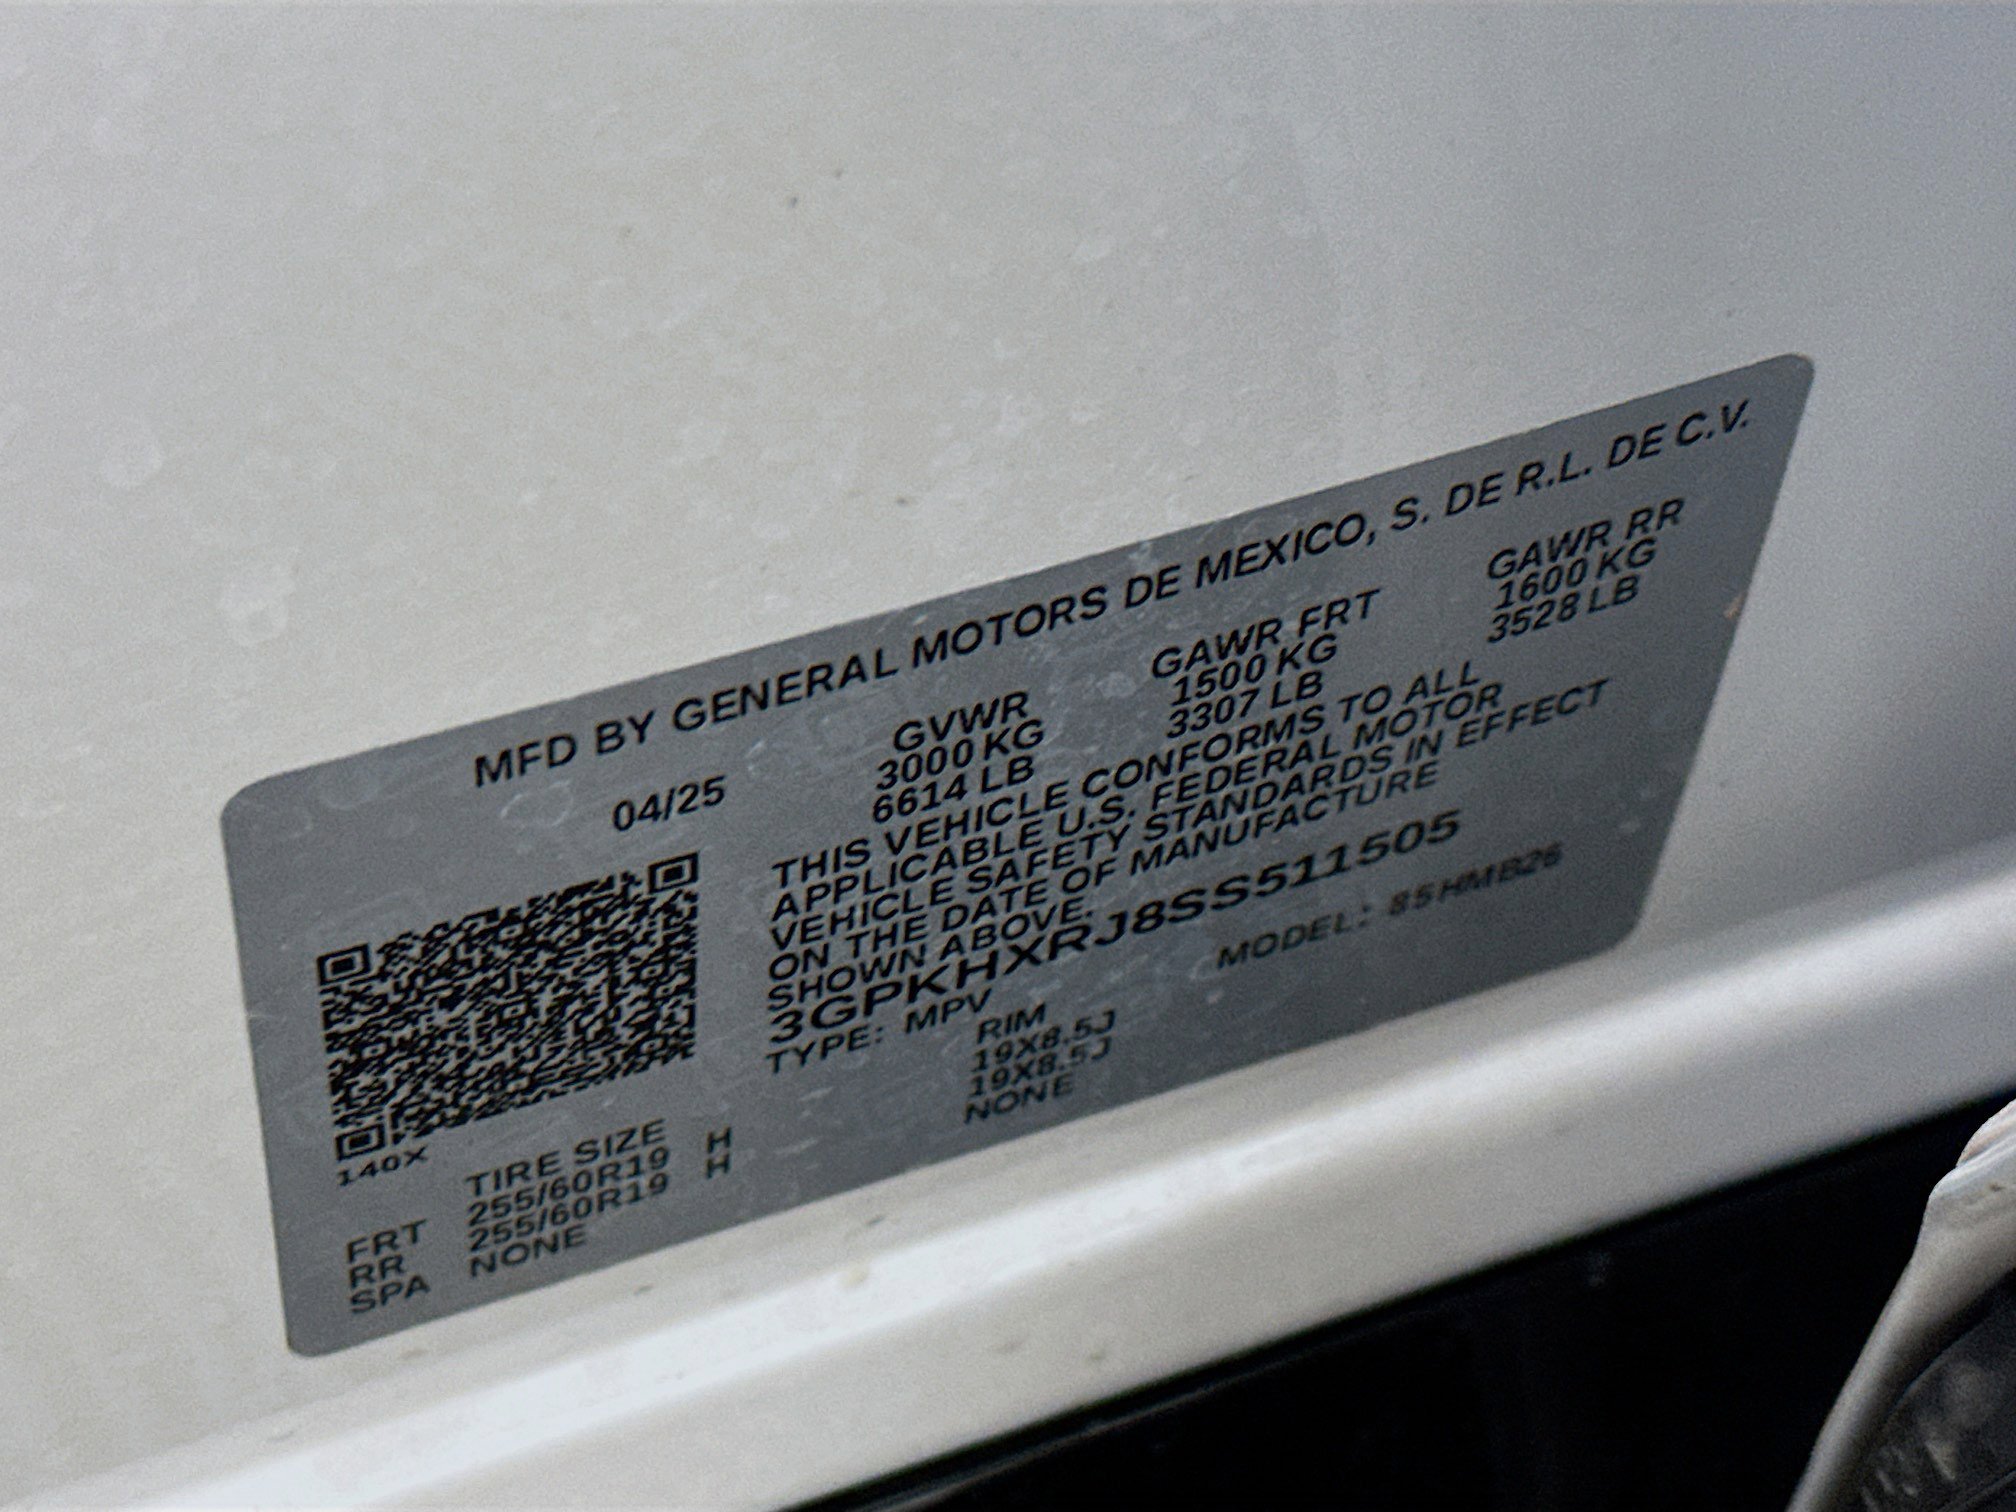 MFD BY GENERAL MOTORS DE MEXICO, S. DE R.L. DE C.V.
04/25 GVWR GAWR FRT GAWR RR
3000 KG 1500 KG 1600 KG
6614 LB 3307 LB 3528 LB
THIS VEHICLE CONFORMS TO ALL
APPLICABLE U.S. FEDERAL MOTOR
VEHICLE SAFETY STANDARDS IN EFFECT
ON THE DATE OF MANUFACTURE
SHOWN ABOVE.
3GPKHXRJ8SS511505
TYPE: MPV MODEL: 85HMB26
140X
TIRE SIZE RIM
FRT 255/60R19 H 19X8.5J
RR 255/60R19 H 19X8.5J
SPA NONE NONE